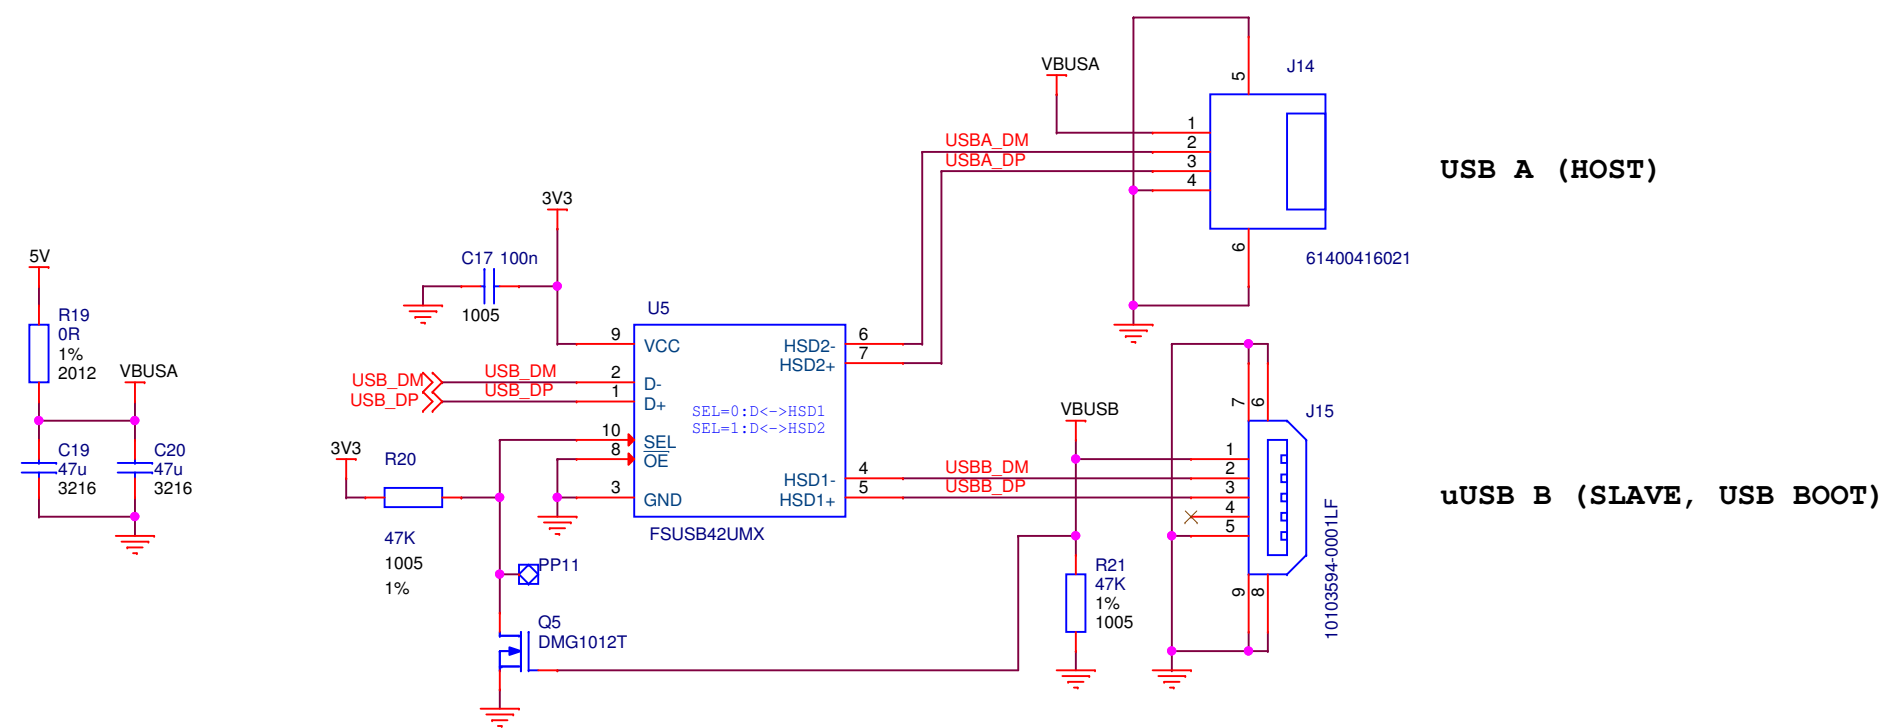 VBUSA
5
J14
1
2
3
4
USBA_DM
USBA_DP
USB A (HOST)
6
61400416021
3V3
C17 100n
1005
5V
R19
0R
1%
2012
VBUSA
C19
47u
3216
C20
47u
3216
U5
9
VCC
HSD2-
6
HSD2+
7
USB_DM
USB_DP
USB_DM
USB_DP
2
D-
1
D+
SEL=0:D<->HSD1
SEL=1:D<->HSD2
10
SEL
8
OE
3
GND
HSD1-
4
HSD1+
5
FSUSB42UMX
USBB_DM
USBB_DP
3V3
R20
47K
1005
1%
PP11
Q5
DMG1012T
VBUSB
R21
47K
1%
1005
7
6
J15
1
2
3
4
5
9
8
10103594-0001LF
uUSB B (SLAVE, USB BOOT)